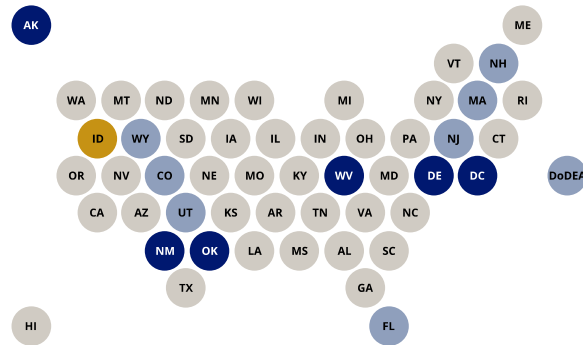 AK ME
VT NH
WA MT ND MN WI MI NY MA RI
ID WY SD IA IL IN OH PA NJ CT
OR NV CO NE MO KY WV MD DE DC DoDEA
CA AZ UT KS AR TN VA NC
NM OK LA MS AL SC
TX GA
HI FL